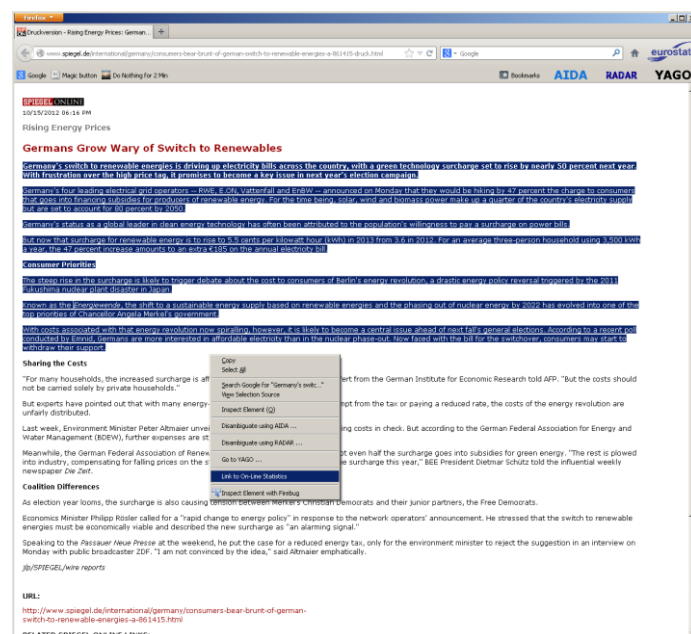 Firefox
Druckversion - Rising Energy Prices: German...
www.spiegel.de/international/germany/consumers-bear-brunt-of-german-switch-to-renewable-energies-a-861415-druck.html
Google
eurostat
Google Magic button Do Nothing for 2 Min
Bookmarks AIDA RADAR YAGO
SPIEGEL ONLINE
10/15/2012 06:16 PM
Rising Energy Prices
Germans Grow Wary of Switch to Renewables
Germany's switch to renewable energies is driving up electricity bills across the country, with a green technology surcharge set to rise by nearly 50 percent next year.
With frustration over the high price tag, it promises to become a key issue in next year's election campaign.
Germany's four leading electrical grid operators -- RWE, E.ON, Vattenfall and EnBW -- announced on Monday that they would be hiking by 47 percent the charge to consumers
that goes into financing subsidies for producers of renewable energy. For the time being, solar, wind and biomass power make up a quarter of the country's electricity supply
but are set to account for 80 percent by 2050.
Germany's status as a global leader in clean energy technology has often been attributed to the population's willingness to pay a surcharge on power bills.
But now that surcharge for renewable energy is to rise to 5.5 cents per kilowatt hour (kWh) in 2013 from 3.6 in 2012. For an average three-person household using 3,500 kWh
a year, the 47 percent increase amounts to an extra €185 on the annual electricity bill.
Consumer Priorities
The steep rise in the surcharge is likely to trigger debate about the cost to consumers of Berlin's energy revolution, a drastic energy policy reversal triggered by the 2011
Fukushima nuclear plant disaster in Japan.
Known as the Energiewende, the shift to a sustainable energy supply based on renewable energies and the phasing out of nuclear energy by 2022 has evolved into one of the
top priorities of Chancellor Angela Merkel's government.
With costs associated with that energy revolution now spiralling, however, it is likely to become a central issue ahead of next fall's general elections. According to a recent poll
conducted by Emnid, Germans are more interested in affordable electricity than in the nuclear phase-out. Now faced with the bill for the switchover, consumers may start to
withdraw their support.
Sharing the Costs
"For many households, the increased surcharge is aff
ert from the German Institute for Economic Research told AFP. "But the costs should
not be carried solely by private households."
But experts have pointed out that with many energy-
mpt from the tax or paying a reduced rate, the costs of the energy revolution are
unfairly distributed.
Last week, Environment Minister Peter Altmaier unvei
ing costs in check. But according to the German Federal Association for Energy and
Water Management (BDEW), further expenses are st
Meanwhile, the German Federal Association of Renew
ot even half the surcharge goes into subsidies for green energy. "The rest is plowed
into industry, compensating for falling prices on the s
e surcharge this year," BEE President Dietmar Schütz told the influential weekly
newspaper Die Zeit.
Copy
Select All
Search Google for "Germany's switc..."
View Selection Source
Inspect Element (Q)
Disambiguate using AIDA ...
Disambiguate using RADAR ...
Go to YAGO ...
Link to On-Line Statistics
Inspect Element with Firebug
Coalition Differences
As election year looms, the surcharge is also causing tension between Merkel's Christian Democrats and their junior partners, the Free Democrats.
Economics Minister Philipp Rösler called for a "rapid change to energy policy" in response to the network operators' announcement. He stressed that the switch to renewable
energies must be economically viable and described the new surcharge as "an alarming signal."
Speaking to the Passauer Neue Presse at the weekend, he put the case for a reduced energy tax, only for the environment minister to reject the suggestion in an interview on
Monday with public broadcaster ZDF. "I am not convinced by the idea," said Altmaier emphatically.
jlp/SPIEGEL/wire reports
URL:
http://www.spiegel.de/international/germany/consumers-bear-brunt-of-german-
switch-to-renewable-energies-a-861415.html
RELATED SPIEGEL ONLINE LINKS: